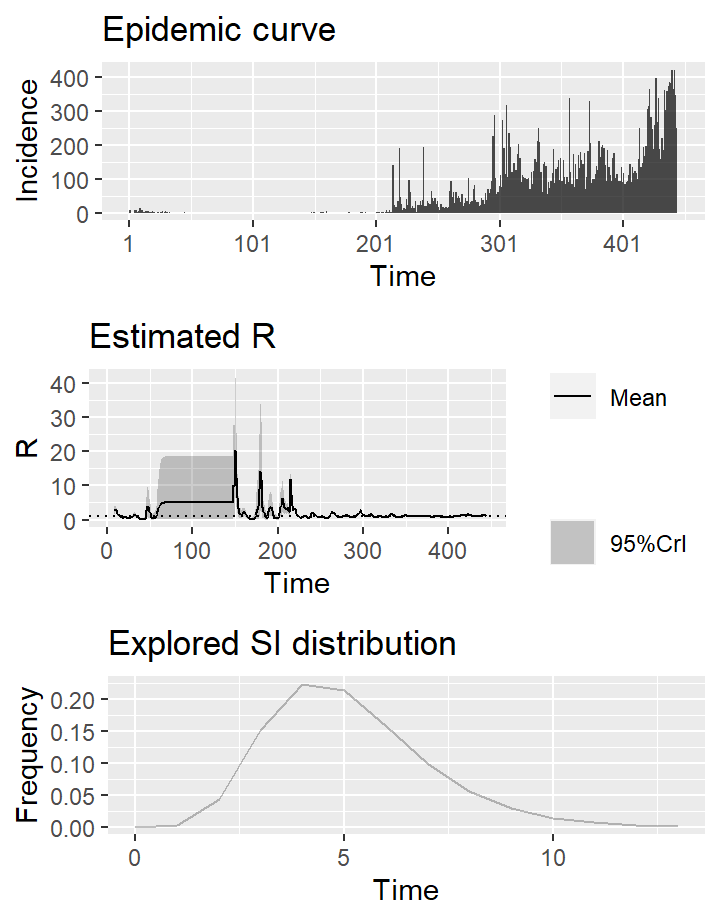 Epidemic curve
Incidence
400
300
200
100
0
1 101 201 301 401
Time
Estimated R
R
40
30
20
10
0
0 100 200 300 400
Time
Mean
95%CrI
Explored SI distribution
Frequency
0.20
0.15
0.10
0.05
0.00
0 5 10
Time